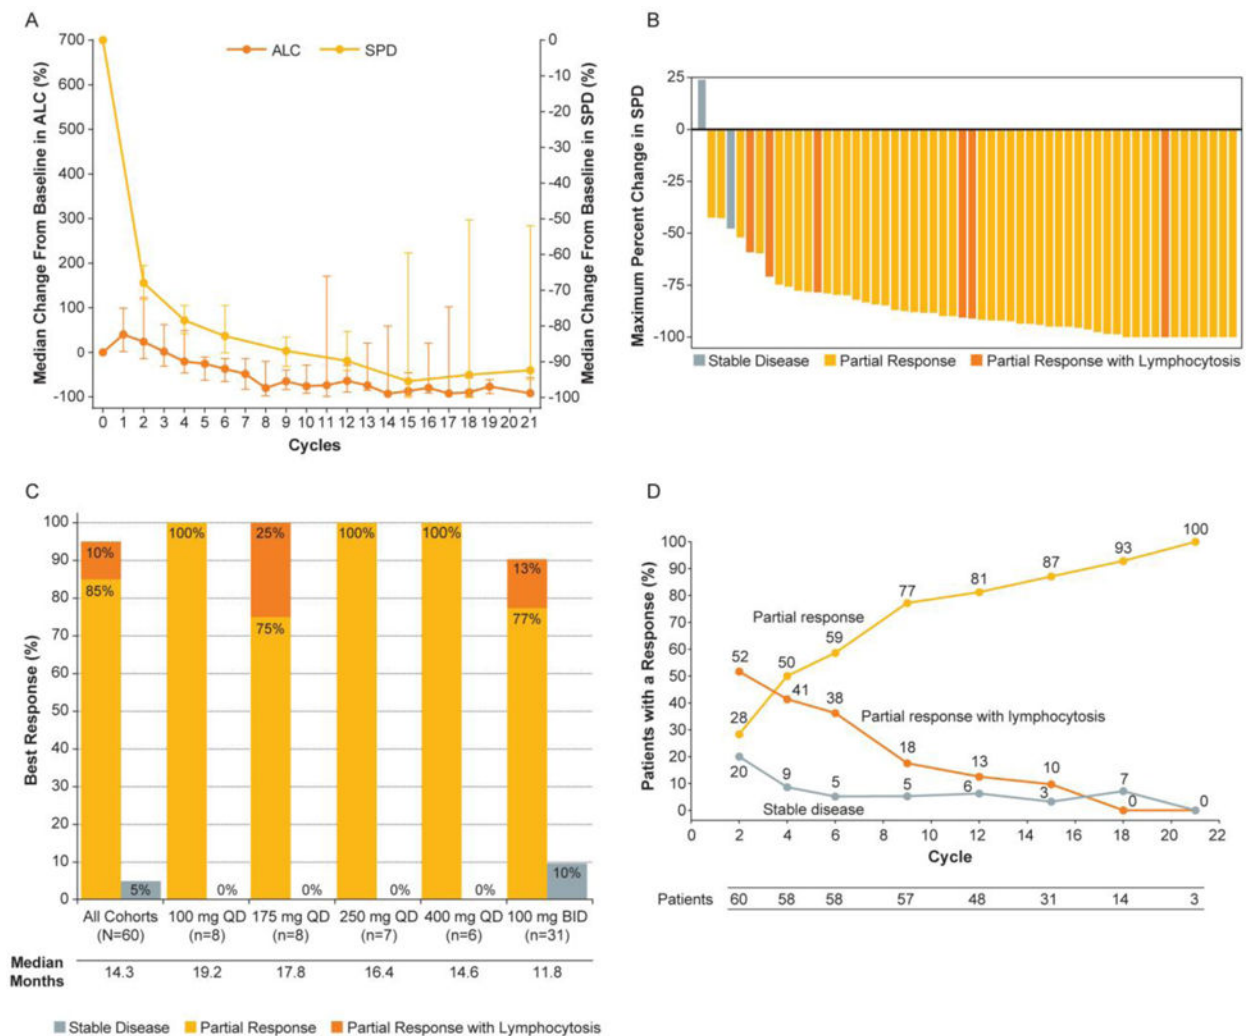 A
Median Change From Baseline in ALC (%)
700
600
500
400
300
200
100
0
-100
ALC
SPD
0
-10
-20
-30
-40
-50
-60
-70
-80
-90
-100
Median Change From Baseline in SPD (%)
0 1 2 3 4 5 6 7 8 9 10 11 12 13 14 15 16 17 18 19 20 21
Cycles
B
Maximum Percent Change in SPD
25
0
-25
-50
-75
-100
Stable Disease Partial Response Partial Response with Lymphocytosis
C
Best Response (%)
100
90
80
70
60
50
40
30
20
10
0
10%
85%
5%
100%
0%
25%
75%
0%
100%
0%
100%
0%
13%
77%
10%
All Cohorts 100 mg QD 175 mg QD 250 mg QD 400 mg QD 100 mg BID
(N=60) (n=8) (n=8) (n=7) (n=6) (n=31)
Median
Months
14.3 19.2 17.8 16.4 14.6 11.8
Stable Disease Partial Response Partial Response with Lymphocytosis
D
Patients with a Response (%)
100
90
80
70
60
50
40
30
20
10
0
Partial response
28 50 59 77 81 87 93 100
Partial response with lymphocytosis
52 41 38 18 13 10 0 0
Stable disease
20 9 5 5 6 3 7
0 2 4 6 8 10 12 14 16 18 20 22
Cycle
Patients 60 58 58 57 48 31 14 3